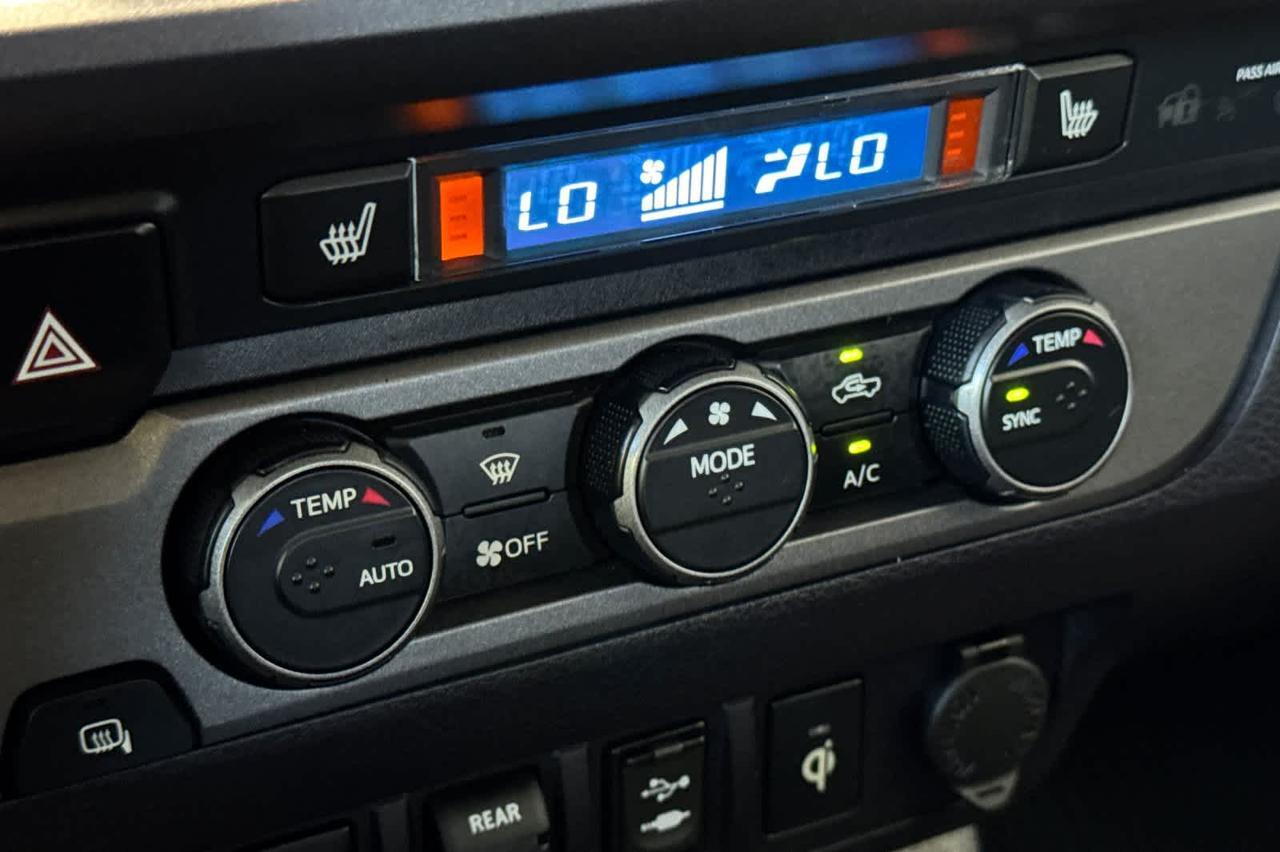 PASS AIR
LO LO
TEMP
SYNC
MODE
A/C
TEMP
AUTO
OFF
REAR